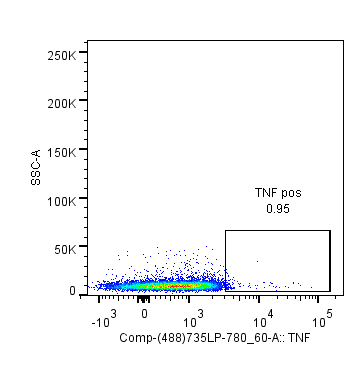 250K
200K
150K
100K
50K
0
SSC-A
TNF pos
0.95
-10 3
0
10 3
10 4
10 5
Comp-(488)735LP-780_60-A:: TNF